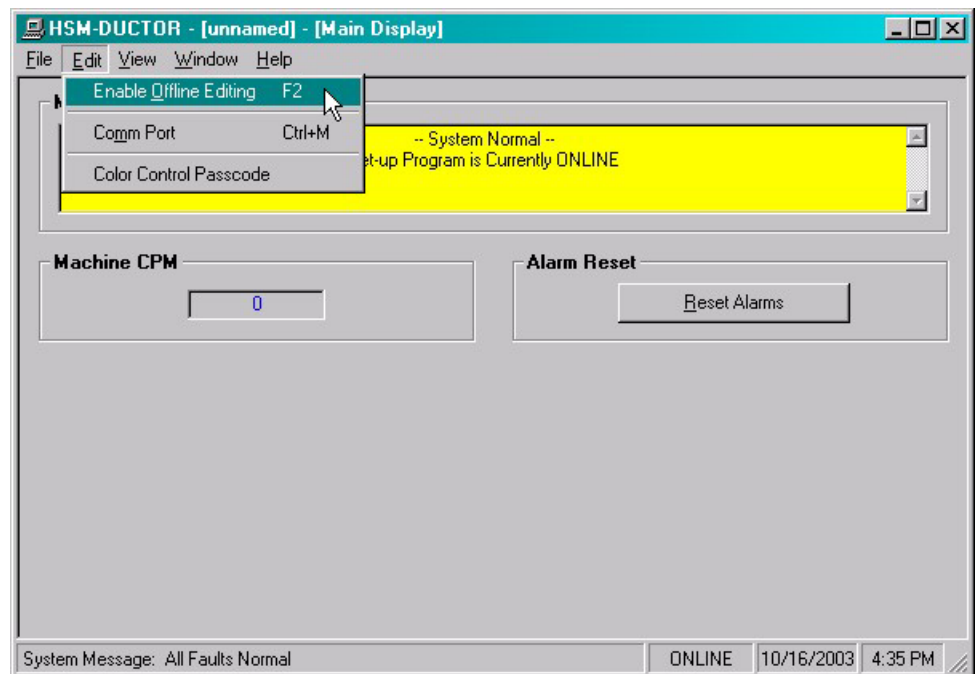 HSM-DUCTOR - [unnamed] - [Main Display]
File Edit View Window Help
Enable Offline Editing F2
Comm Port Ctrl+M
Color Control Passcode
-- System Normal --
et-up Program is Currently ONLINE
Machine CPM
0
Alarm Reset
Reset Alarms
System Message: All Faults Normal
ONLINE
10/16/2003
4:35 PM